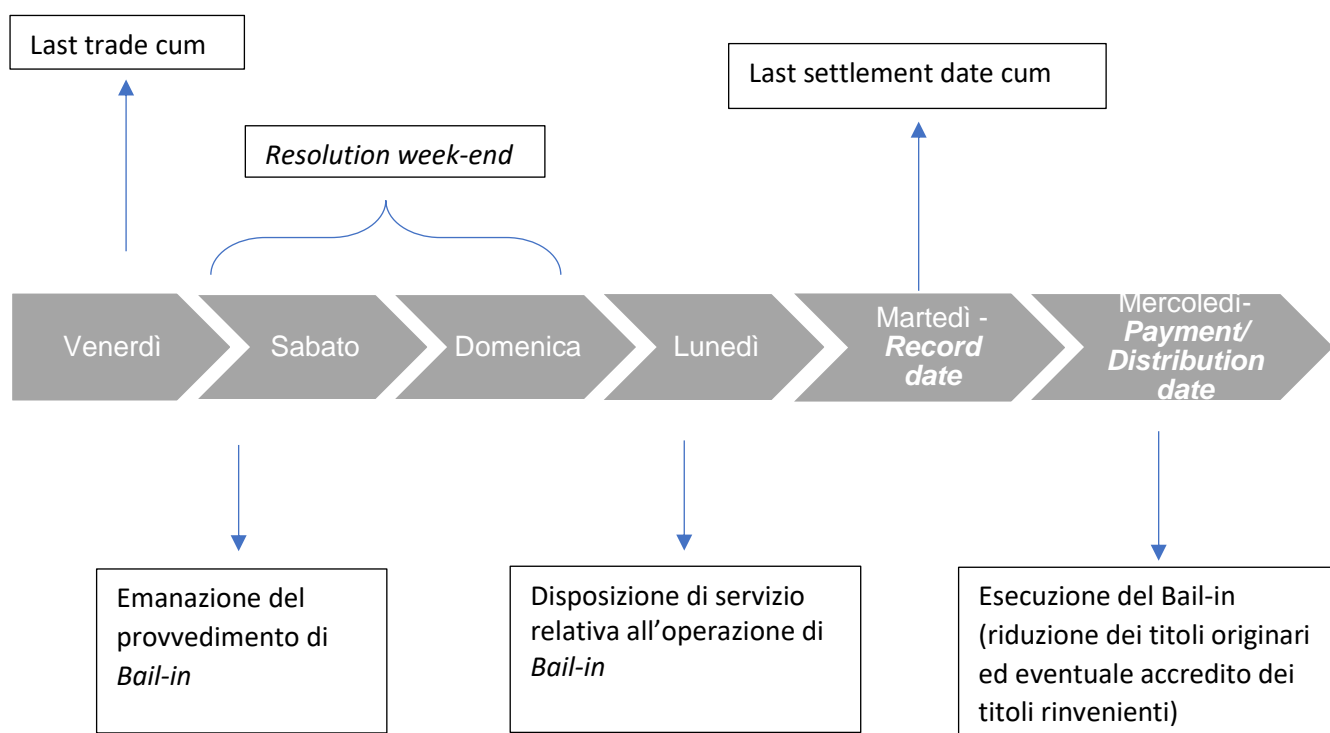 Last trade cum
Last settlement date cum
Resolution week-end
Venerdì
Sabato
Domenica
Lunedì
Martedì -
Record
date
Mercoledì-
Payment/
Distribution
date
Emanazione del
provvedimento di
Bail-in
Disposizione di servizio
relativa all’operazione di
Bail-in
Esecuzione del Bail-in
(riduzione dei titoli originari
ed eventuale accredito dei
titoli rinvenienti)